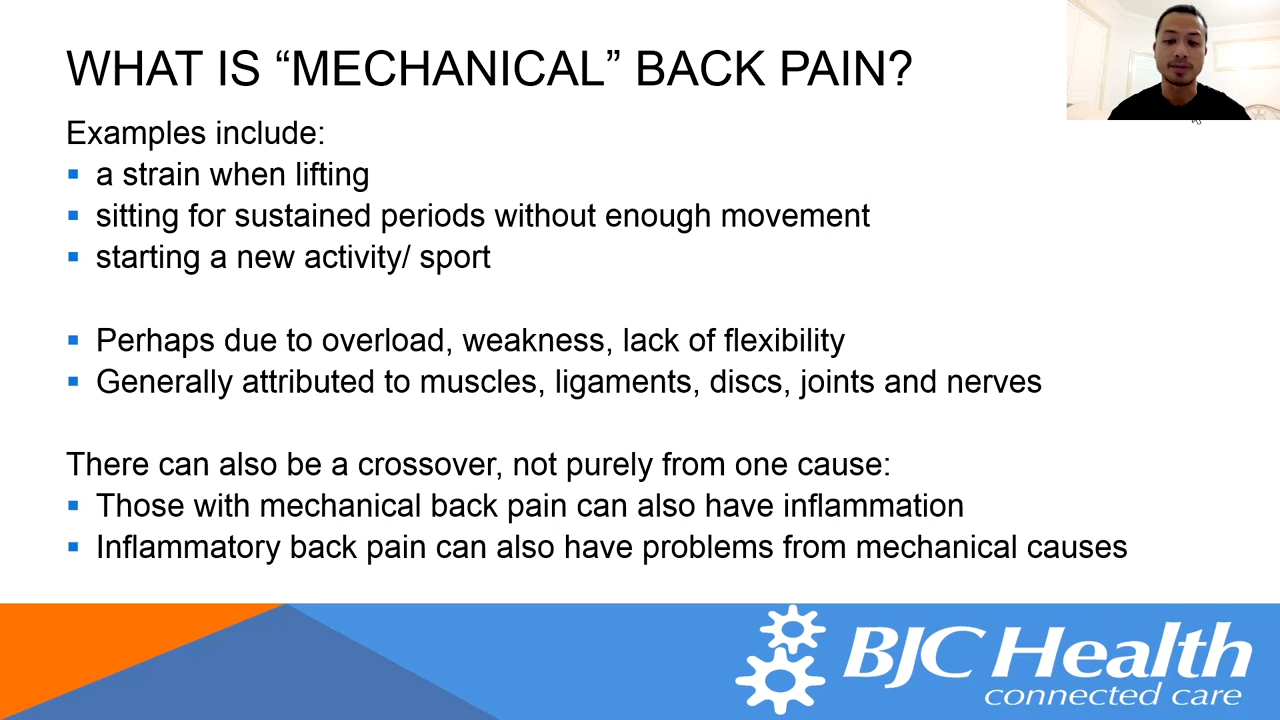 WHAT IS “MECHANICAL” BACK PAIN?
Examples include:
a strain when lifting
sitting for sustained periods without enough movement
starting a new activity/ sport
Perhaps due to overload, weakness, lack of flexibility
Generally attributed to muscles, ligaments, discs, joints and nerves
There can also be a crossover, not purely from one cause:
Those with mechanical back pain can also have inflammation
Inflammatory back pain can also have problems from mechanical causes
BJC Health
connected care